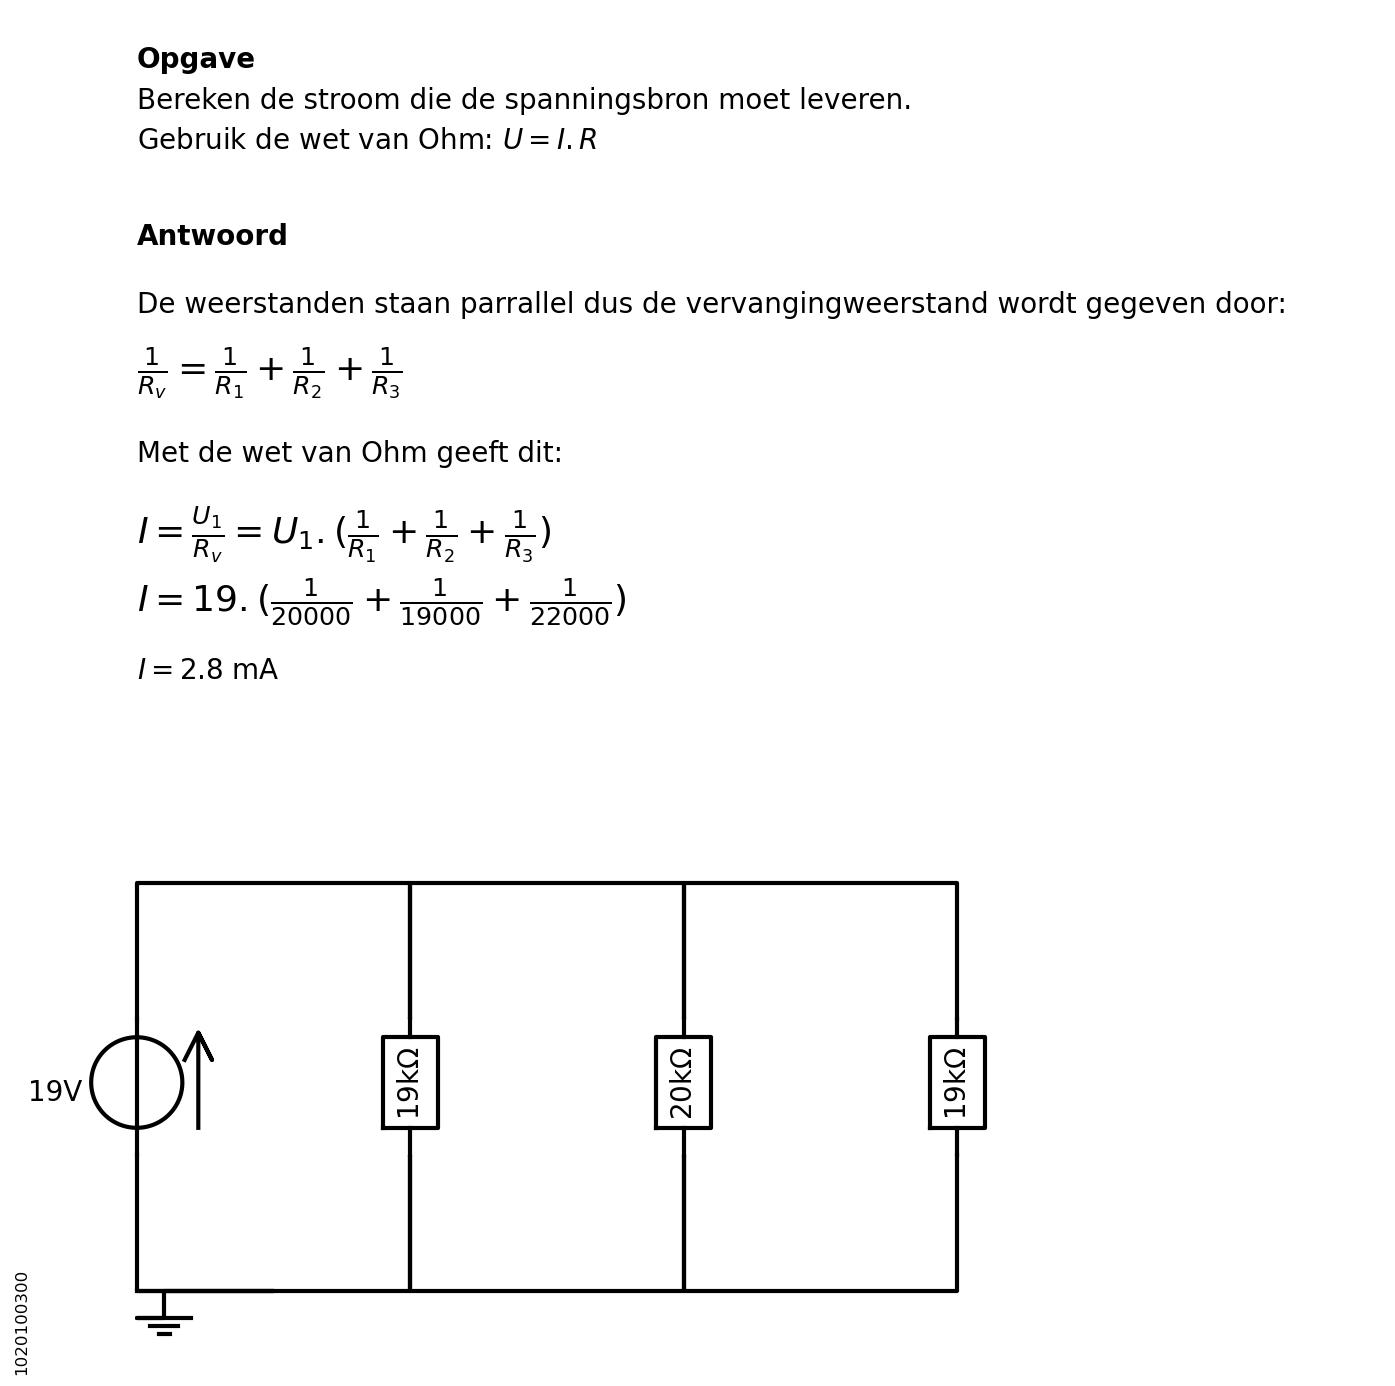 Opgave
Bereken de stroom die de spanningsbron moet leveren.
Gebruik de wet van Ohm: $U = I.R$
Antwoord
De weerstanden staan parrallel dus de vervangingweerstand wordt gegeven door:
$\frac{1}{R_v} = \frac{1}{R_1} + \frac{1}{R_2} + \frac{1}{R_3}$
Met de wet van Ohm geeft dit:
$I = \frac{U_1}{R_v} = U_1.(\frac{1}{R_1} + \frac{1}{R_2} + \frac{1}{R_3})$
$I = 19.(\frac{1}{20000} + \frac{1}{19000} + \frac{1}{22000})$
$I = 2.8$ mA
19V
19kΩ
20kΩ
19kΩ
1020100300